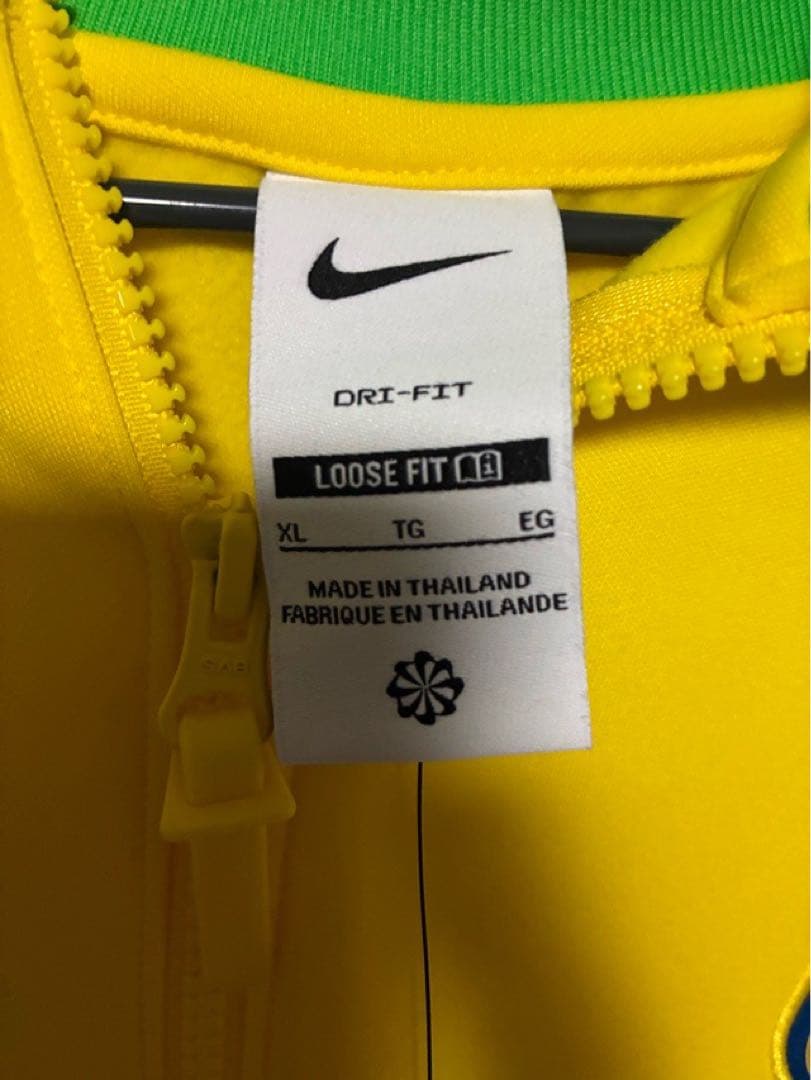 DRI-FIT
LOOSE FIT
XL TG EG
MADE IN THAILAND
FABRIQUE EN THAILANDE